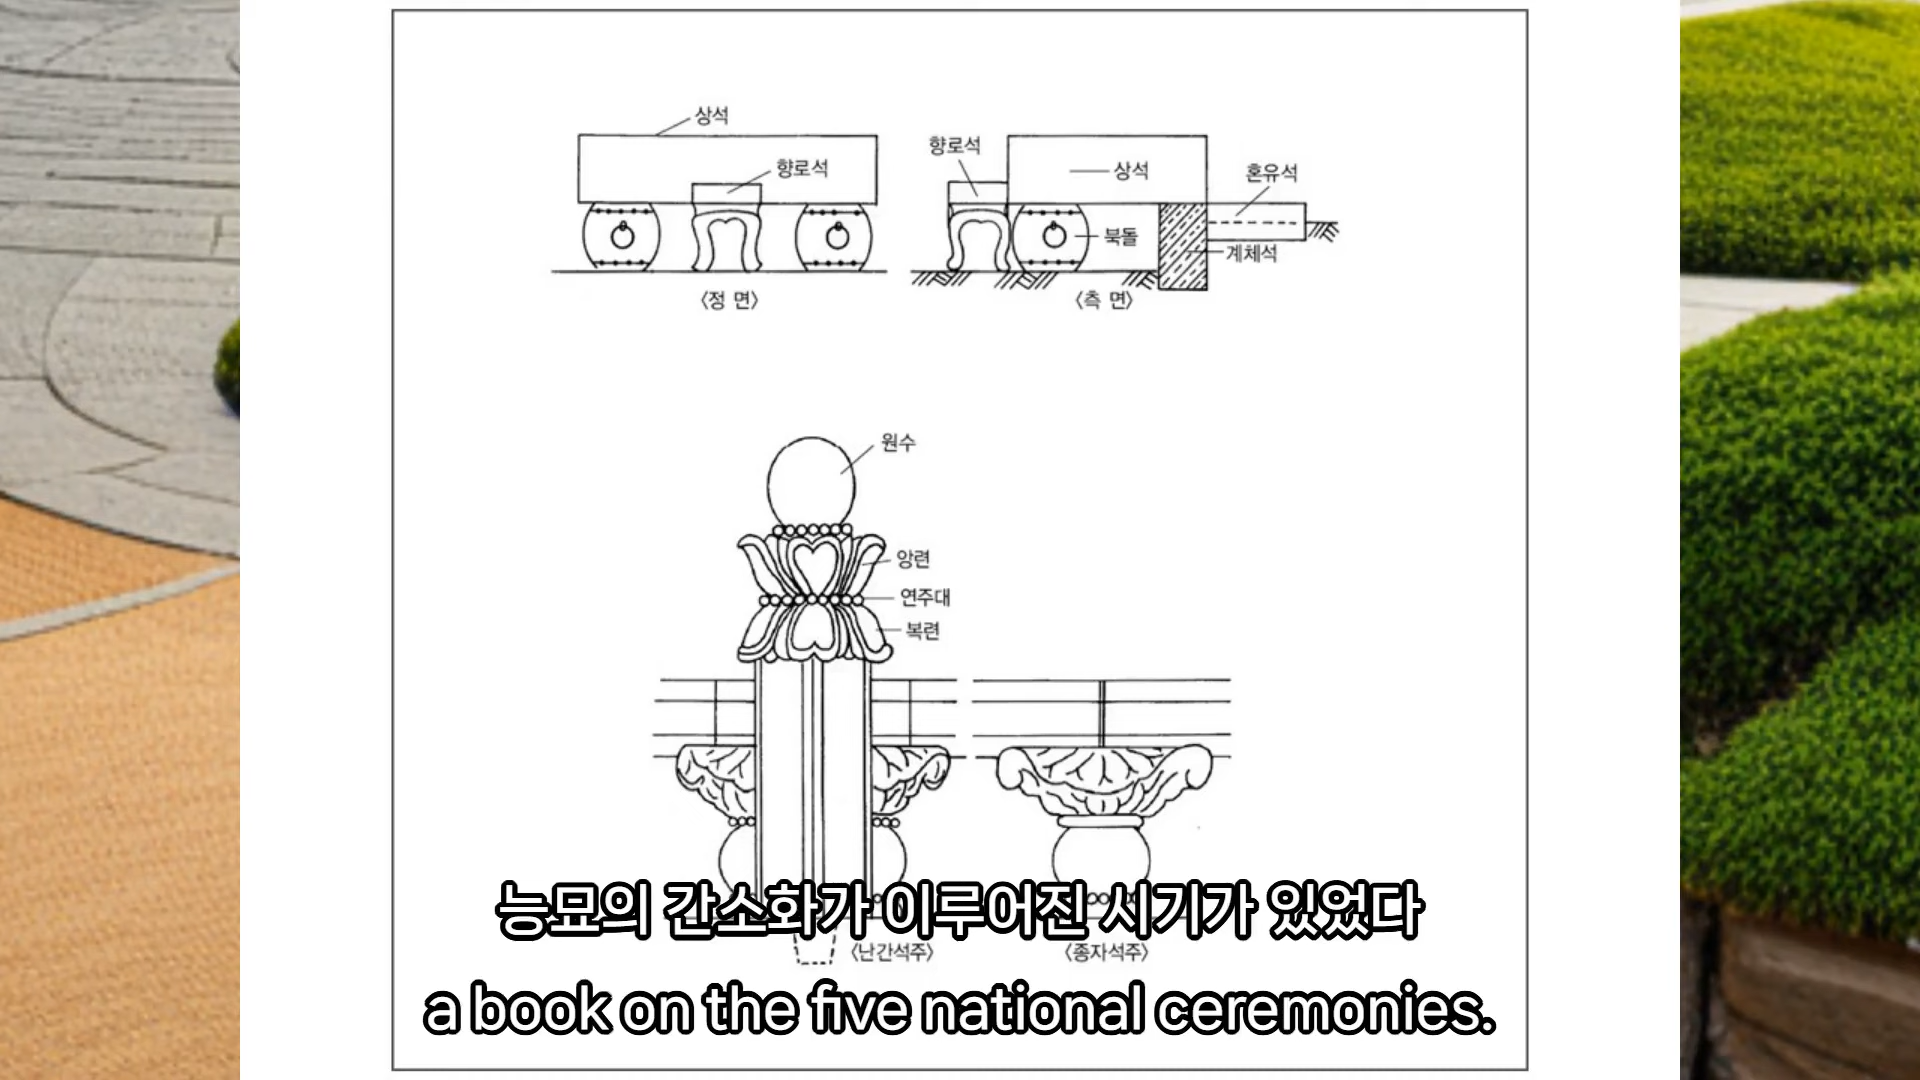 상석
향로석
〈정 면〉
향로석
상석
혼유석
북돌
계체석
〈측 면〉
원수
앙련
연주대
복련
능묘의 간소화가 이루어진 시기가 있었다
〈난간석주〉
〈종자석주〉
a book on the five national ceremonies.